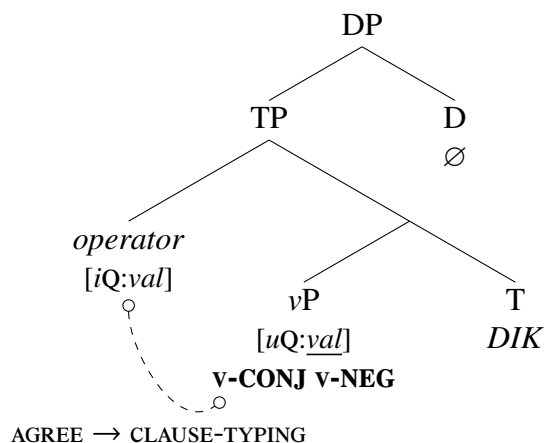 DP
TP D
∅
operator
[iQ:val]
vP T
[uQ:val] DIK
V-CONJ V-NEG
AGREE → CLAUSE-TYPING